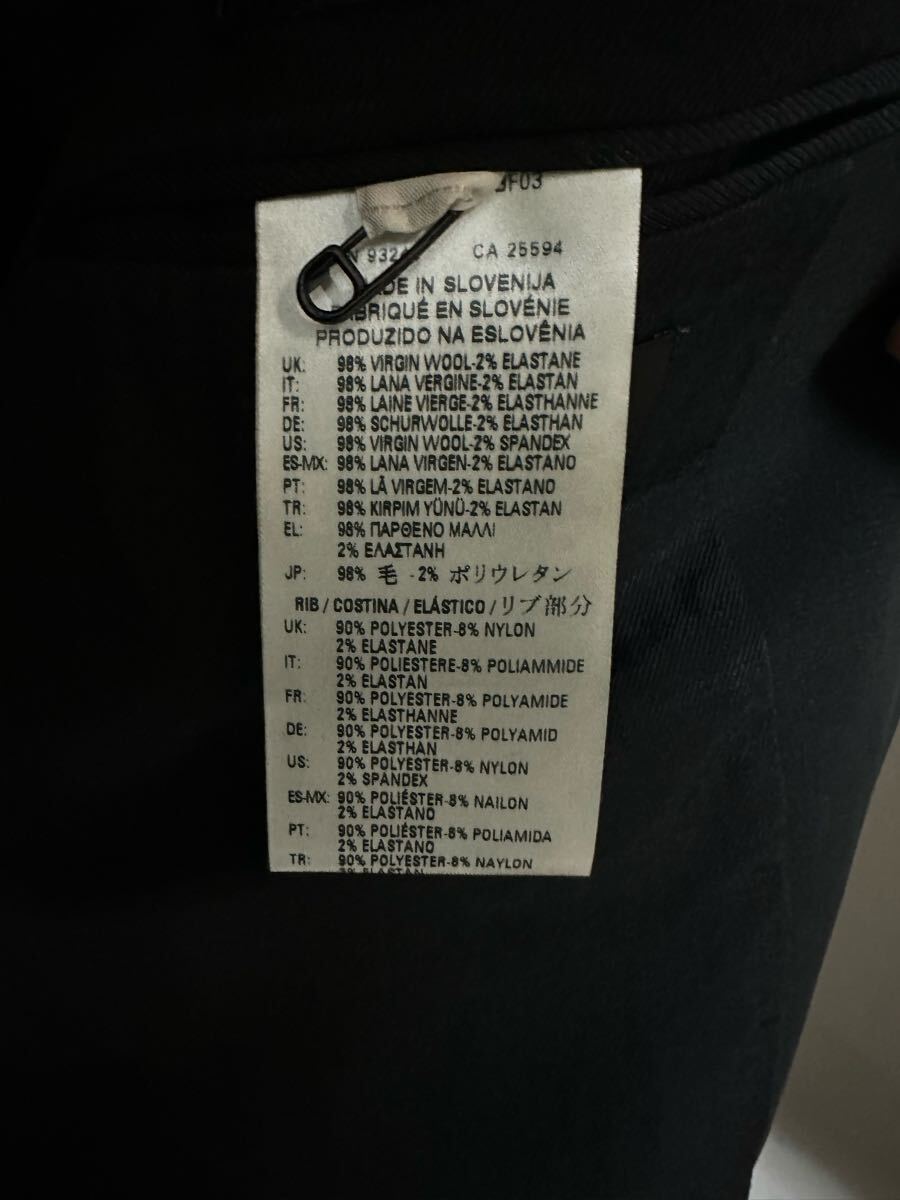 F03
CA 25594
IN SLOVENIJA
EN SLOVÉNIE
PRODUZIDO NA ESLOVÊNIA
UK: 98% VIRGIN WOOL-2% ELASTANE
IT: 98% LANA VERGINE-2% ELASTAN
FR: 98% LAINE VIERGE-2% ELASTHANNE
DE: 98% SCHURWOLLE-2% ELASTHAN
US: 98% VIRGIN WOOL-2% SPANDEX
ES-MX: 98% LANA VIRGEN-2% ELASTANO
PT: 98% LÃ VIRGEM-2% ELASTANO
TR: 98% KIRPIM YÜNÜ-2% ELASTAN
EL: 98% ΠΑΡΘΕΝΟ ΜΑΛΛΙ
2% ΕΛΑΣΤΑΝΗ
JP: 98% 毛 - 2% ポリウレタン
RIB / COSTINA / ELÁSTICO / リブ部分
UK: 90% POLYESTER-8% NYLON
2% ELASTANE
IT: 90% POLIESTERE-8% POLIAMMIDE
2% ELASTAN
FR: 90% POLYESTER-8% POLYAMIDE
2% ELASTHANNE
DE: 90% POLYESTER-8% POLYAMID
2% ELASTHAN
US: 90% POLYESTER-8% NYLON
2% SPANDEX
ES-MX: 90% POLIÉSTER-8% NAILON
2% ELASTANO
PT: 90% POLIÉSTER-8% POLIAMIDA
2% ELASTANO
TR: 90% POLYESTER-8% NAYLON